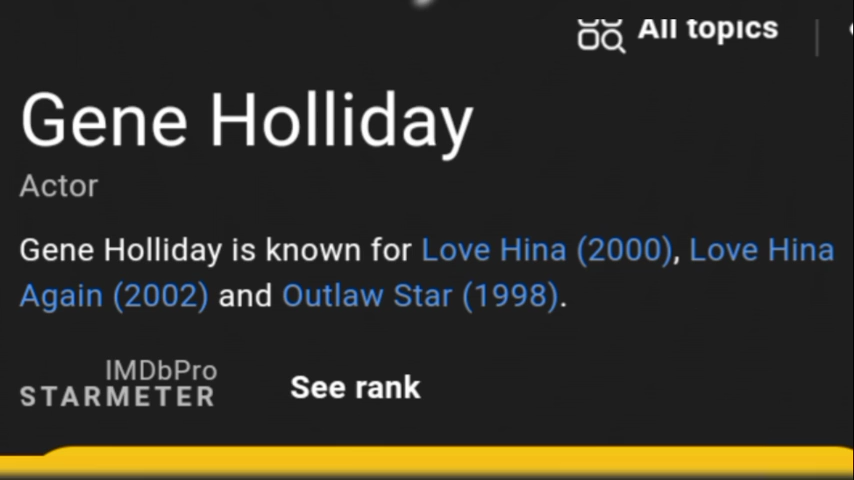 All topics
Gene Holliday
Actor
Gene Holliday is known for Love Hina (2000), Love Hina
Again (2002) and Outlaw Star (1998).
IMDbPro
STARMETER
See rank